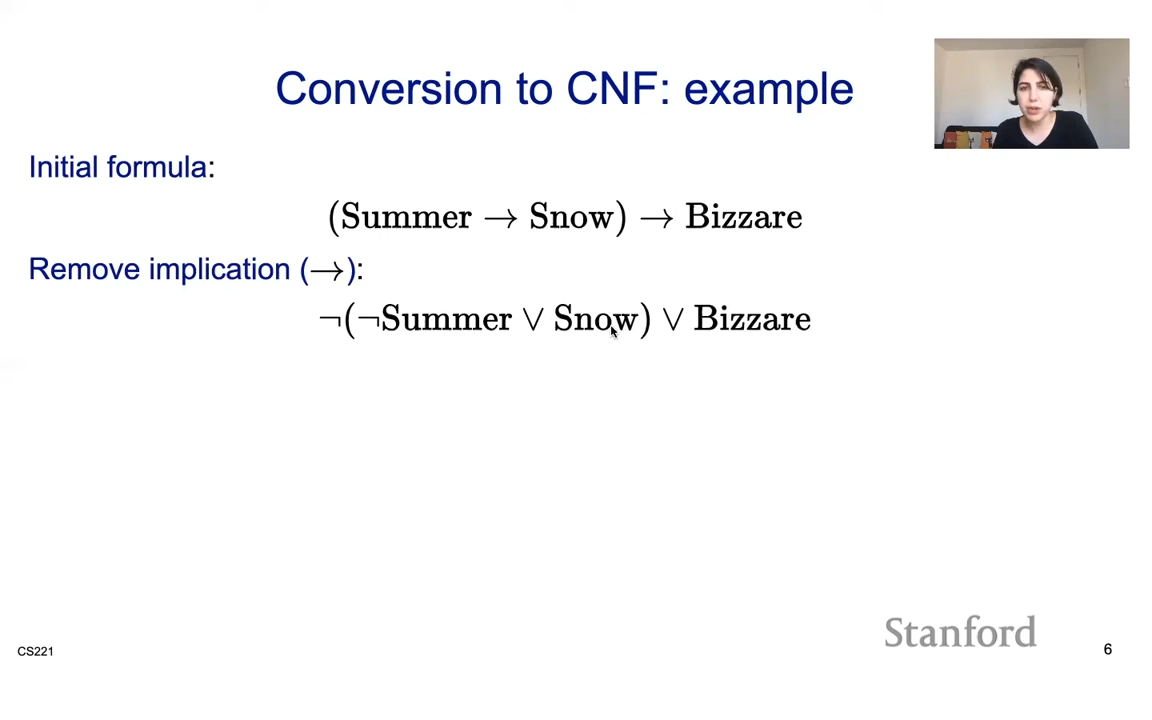 Conversion to CNF: example
Initial formula:
(Summer → Snow) → Bizzare
Remove implication (→):
¬(¬Summer ∨ Snow) ∨ Bizzare
Stanford
CS221
6